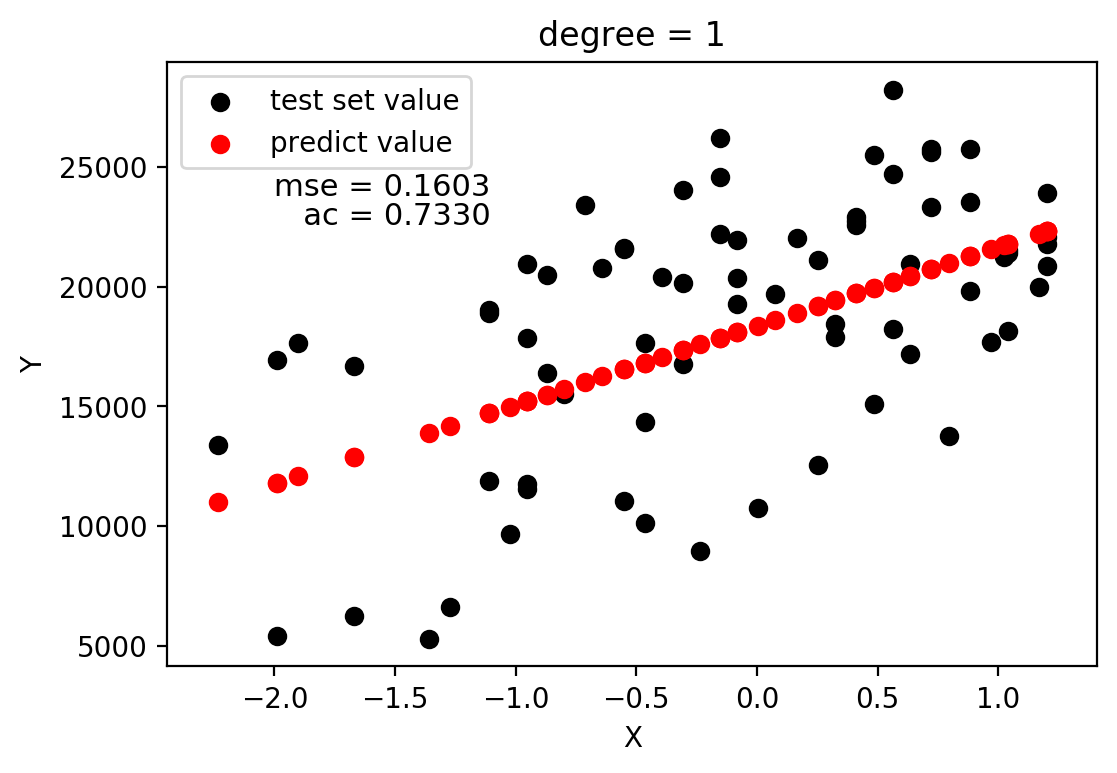 degree = 1
test set value
predict value
mse = 0.1603
ac = 0.7330
25000
20000
15000
10000
5000
Y
−2.0 −1.5 −1.0 −0.5 0.0 0.5 1.0
X